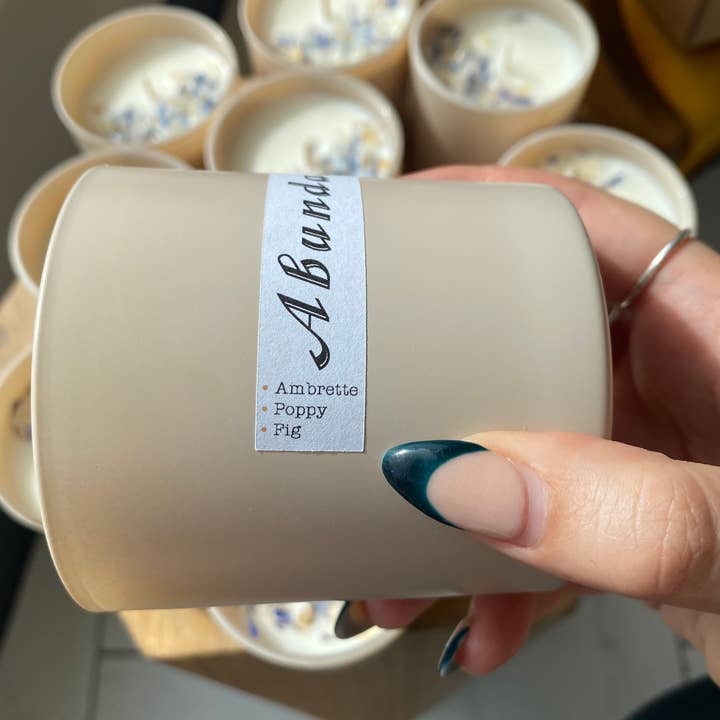 Abunda
• Ambrette
• Poppy
• Fig